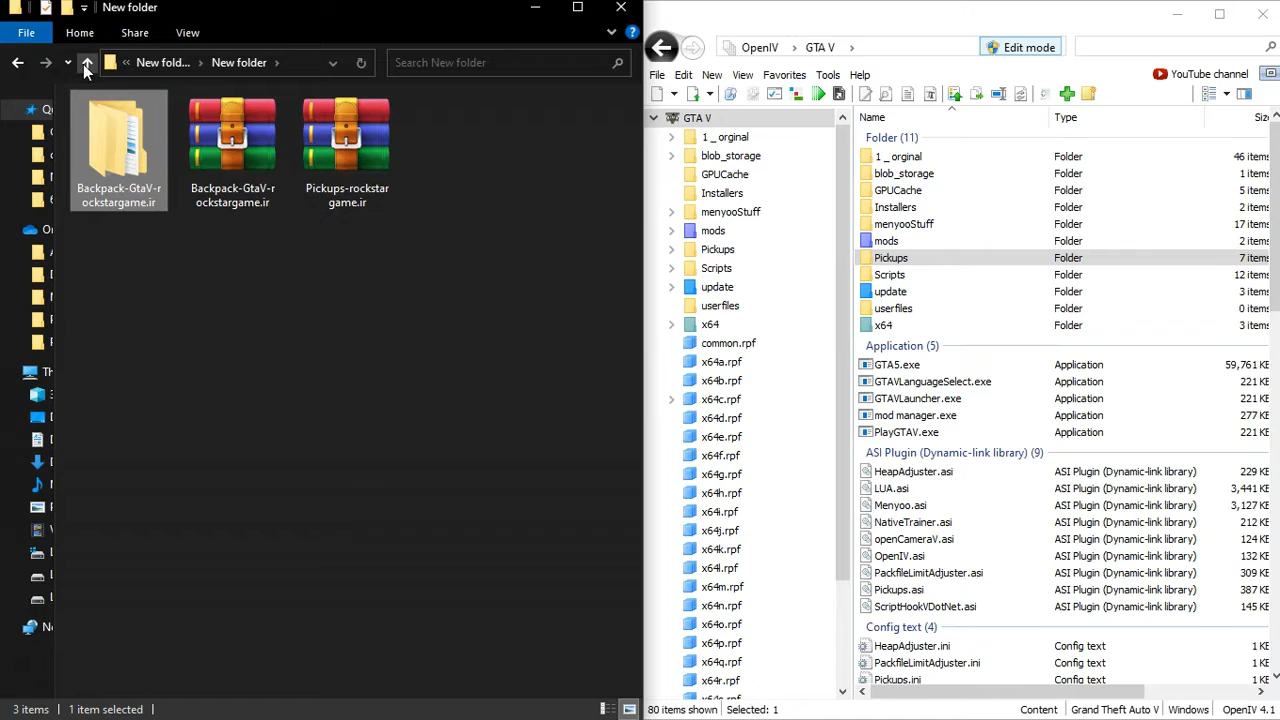 New folder
File
Home
Share
View
New fold...
New folder
Search New folder
Backpack-GtaV-r
ockstargame.ir
Backpack-GtaV-r
ockstargame.ir
Pickups-rockstar
game.ir
3 items
1 item selected
OpenIV
GTA V
Edit mode
File
Edit
New
View
Favorites
Tools
Help
YouTube channel
GTA V
1 _ orginal
blob_storage
GPUCache
Installers
menyooStuff
mods
Pickups
Scripts
update
userfiles
x64
common.rpf
x64a.rpf
x64b.rpf
x64c.rpf
x64d.rpf
x64e.rpf
x64f.rpf
x64g.rpf
x64h.rpf
x64i.rpf
x64j.rpf
x64k.rpf
x64l.rpf
x64m.rpf
x64n.rpf
x64o.rpf
x64p.rpf
x64q.rpf
x64r.rpf
Name Type Size
Folder (11)
1 _ orginal Folder 46 items
blob_storage Folder 1 items
GPUCache Folder 5 items
Installers Folder 2 items
menyooStuff Folder 17 items
mods Folder 2 items
Pickups Folder 7 items
Scripts Folder 12 items
update Folder 3 items
userfiles Folder 0 items
x64 Folder 3 items
Application (5)
GTA5.exe Application 59,761 KB
GTAVLanguageSelect.exe Application 221 KB
GTAVLauncher.exe Application 221 KB
mod manager.exe Application 277 KB
PlayGTAV.exe Application 221 KB
ASI Plugin (Dynamic-link library) (9)
HeapAdjuster.asi ASI Plugin (Dynamic-link library) 229 KB
LUA.asi ASI Plugin (Dynamic-link library) 3,441 KB
Menyoo.asi ASI Plugin (Dynamic-link library) 3,127 KB
NativeTrainer.asi ASI Plugin (Dynamic-link library) 212 KB
openCameraV.asi ASI Plugin (Dynamic-link library) 124 KB
OpenIV.asi ASI Plugin (Dynamic-link library) 132 KB
PackfileLimitAdjuster.asi ASI Plugin (Dynamic-link library) 309 KB
Pickups.asi ASI Plugin (Dynamic-link library) 387 KB
ScriptHookVDotNet.asi ASI Plugin (Dynamic-link library) 145 KB
Config text (4)
HeapAdjuster.ini Config text 1 KB
PackfileLimitAdjuster.ini Config text 1 KB
Pickups.ini Config text 1 KB
80 items shown
Selected: 1
Content
Grand Theft Auto V
Windows
OpenIV 4.1